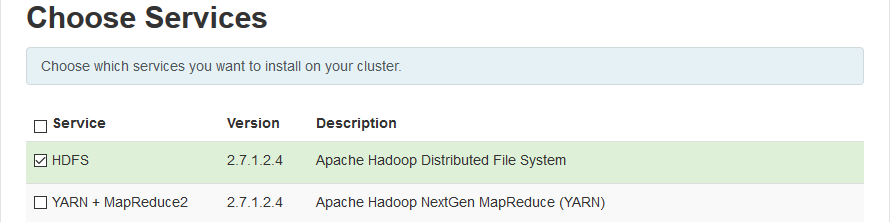 Choose Services
Choose which services you want to install on your cluster.
Service Version Description
HDFS 2.7.1.2.4 Apache Hadoop Distributed File System
YARN + MapReduce2 2.7.1.2.4 Apache Hadoop NextGen MapReduce (YARN)